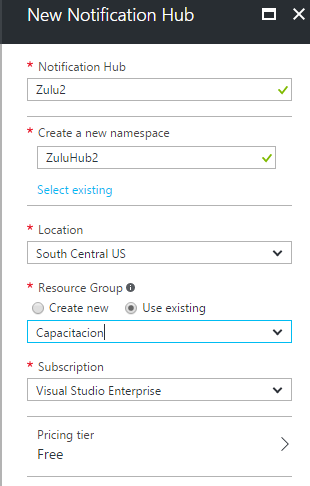 New Notification Hub
* Notification Hub
Zulu2
* Create a new namespace
ZuluHub2
Select existing
* Location
South Central US
* Resource Group
Create new Use existing
Capacitacion
* Subscription
Visual Studio Enterprise
Pricing tier
Free